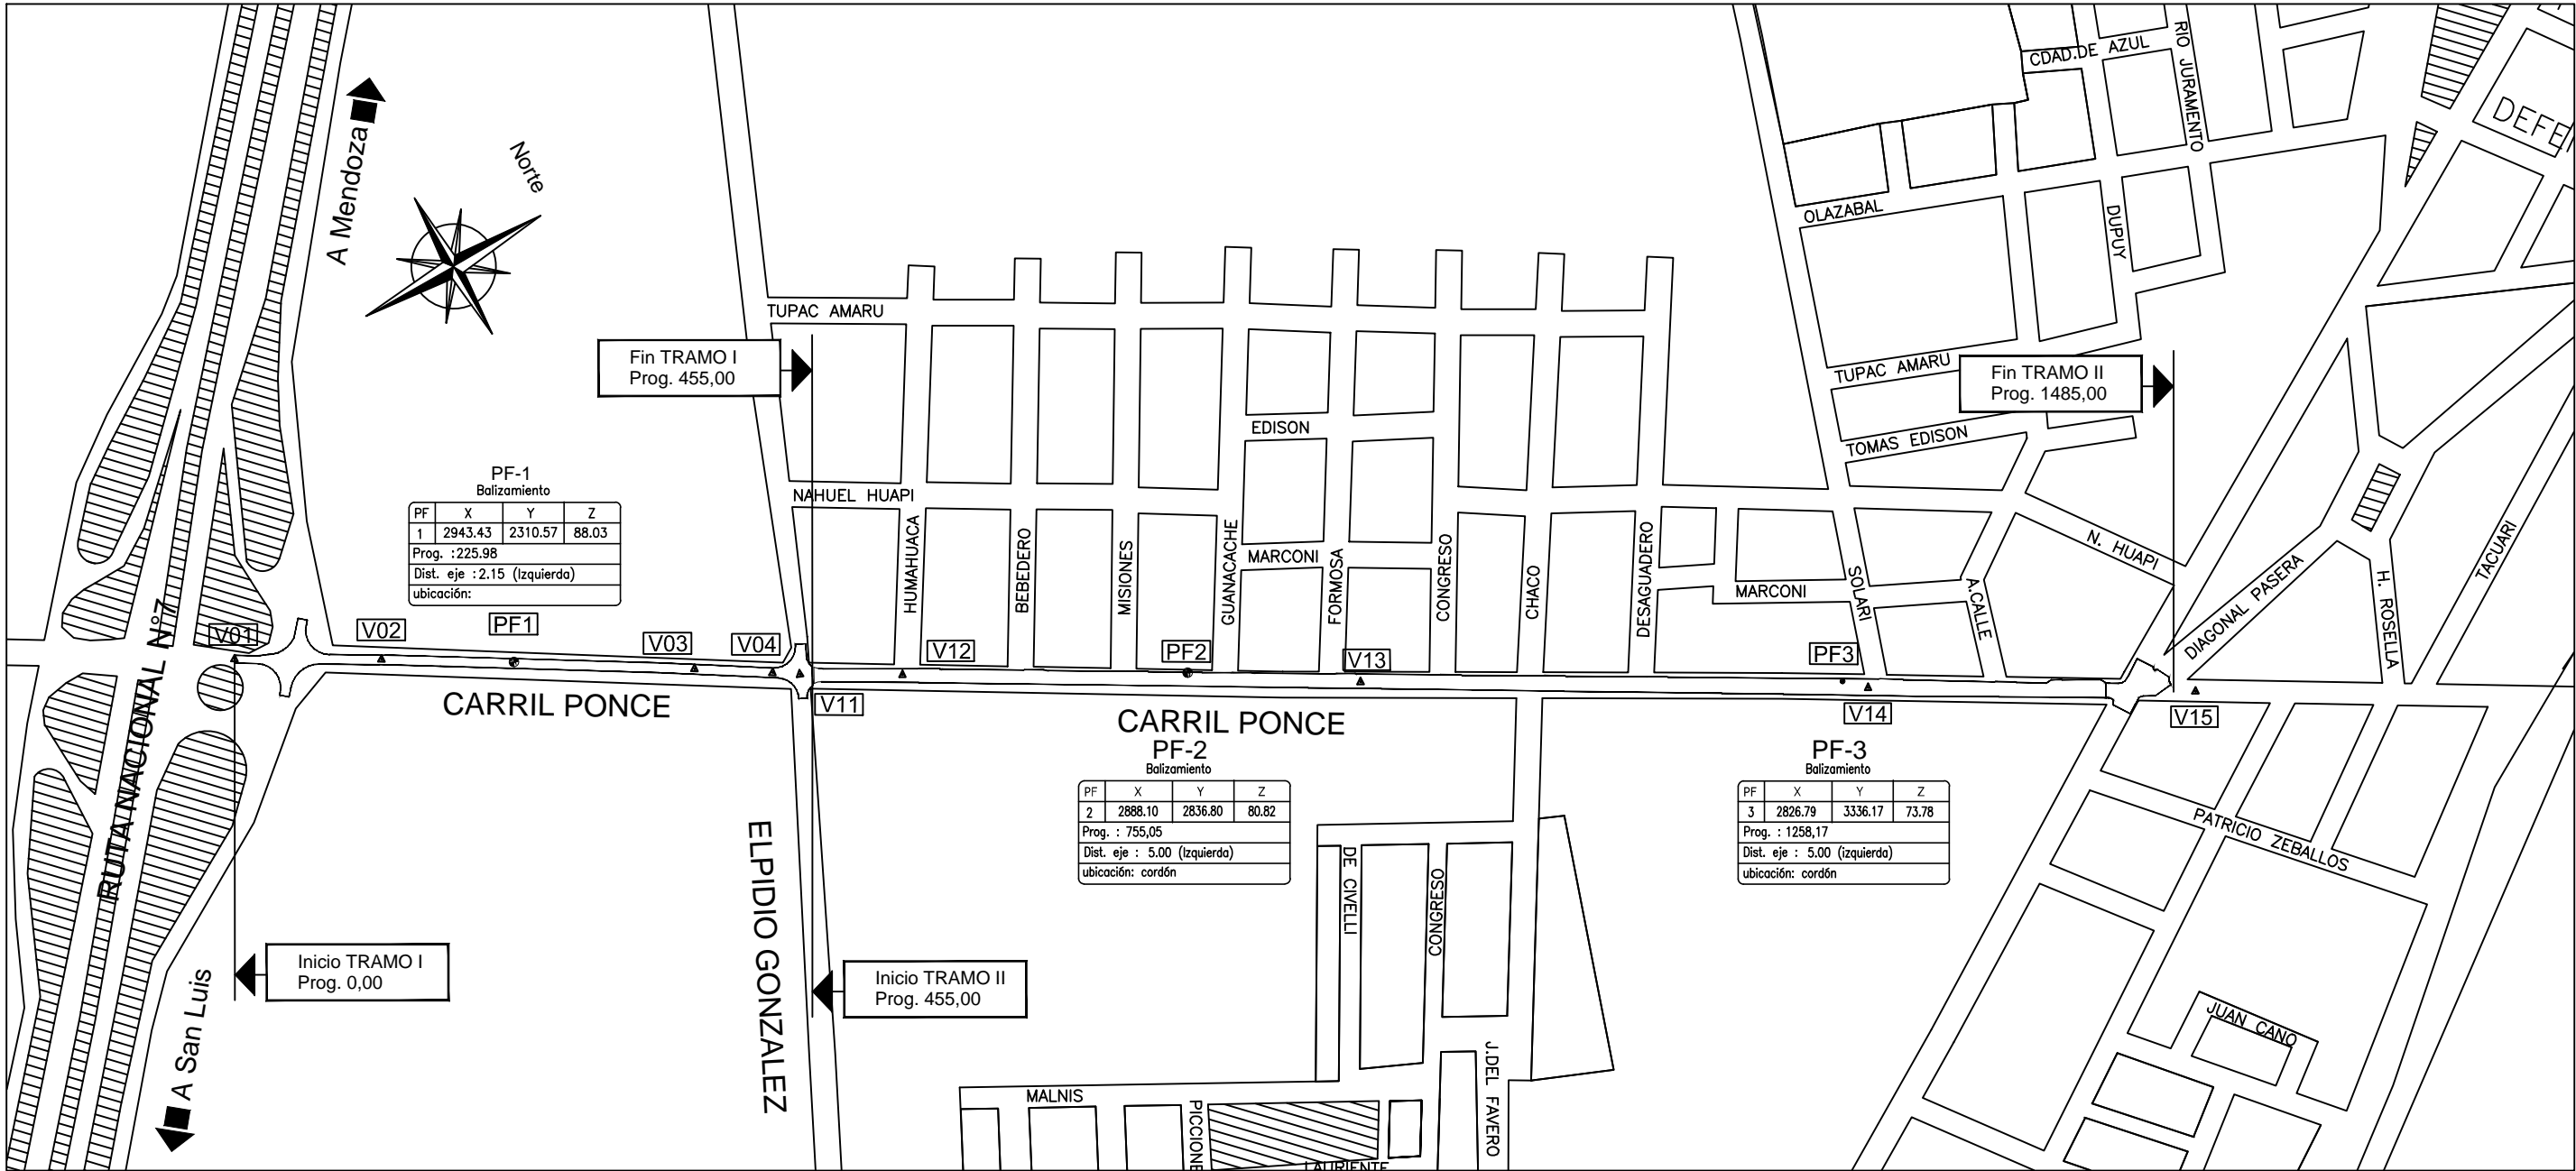 CDAD.DE AZUL
RIO JURAMENTO
A Mendoza
Norte
OLAZABAL
DUPUY
TUPAC AMARU
Fin TRAMO I
Prog. 455,00
TUPAC AMARU
Fin TRAMO II
Prog. 1485,00
EDISON
TOMAS EDISON
PF-1
Balizamiento
PF X Y Z
1 2943.43 2310.57 88.03
Prog. :225.98
Dist. eje :2.15 (Izquierda)
ubicación:
NAHUEL HUAPI
HUMAHUACA
BEBEDERO
MISIONES
GUANACACHE
MARCONI
FORMOSA
CONGRESO
CHACO
DESAGUADERO
MARCONI
SOLARI
A.CALLE
N. HUAPI
DIAGONAL PASERA
H. ROSELLA
TACUARI
V01
V02
PF1
V03
V04
V12
PF2
V13
PF3
CARRIL PONCE
V11
CARRIL PONCE
V14
V15
RUTA NACIONAL N°7
PF-2
Balizamiento
PF X Y Z
2 2888.10 2836.80 80.82
Prog. : 755,05
Dist. eje : 5.00 (Izquierda)
ubicación: cordón
PF-3
Balizamiento
PF X Y Z
3 2826.79 3336.17 73.78
Prog. : 1258,17
Dist. eje : 5.00 (izquierda)
ubicación: cordón
PATRICIO ZEBALLOS
ELPIDIO GONZALEZ
DE CIVELLI
CONGRESO
Inicio TRAMO I
Prog. 0,00
Inicio TRAMO II
Prog. 455,00
A San Luis
JUAN CANO
J.DEL FAVERO
MALNIS
PICCIONE
LAURIENTE